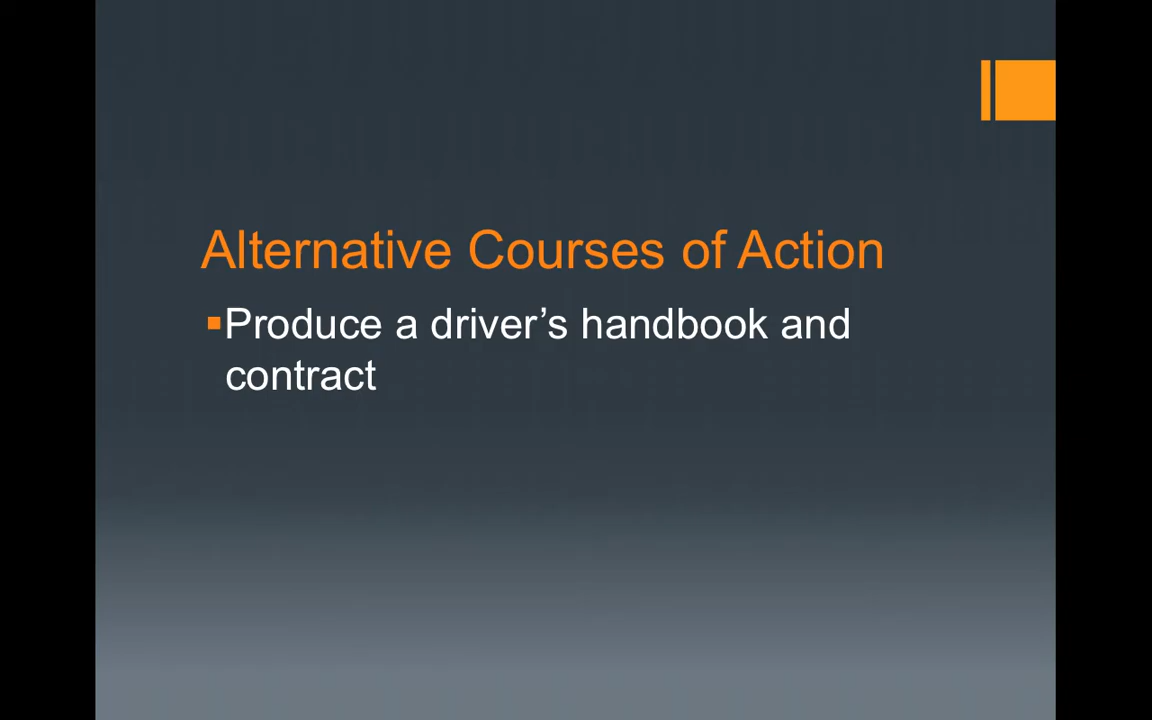 Alternative Courses of Action
▪Produce a driver’s handbook and
contract